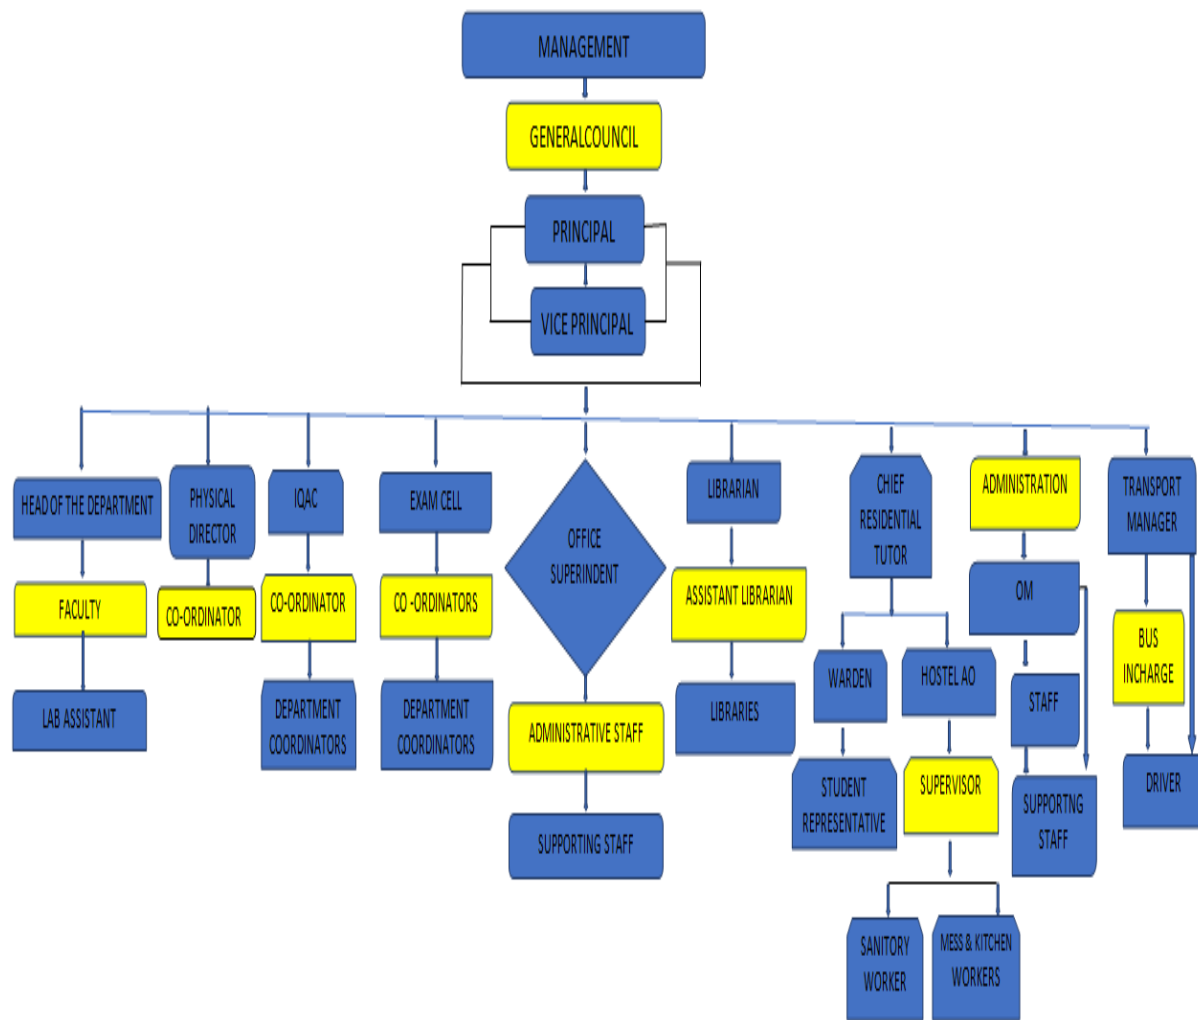 MANAGEMENT
GENERALCOUNCIL
PRINCIPAL
VICE PRINCIPAL
HEAD OF THE DEPARTMENT
FACULTY
LAB ASSISTANT
PHYSICAL
DIRECTOR
CO-ORDINATOR
IQAC
CO-ORDINATOR
DEPARTMENT
COORDINATORS
EXAM CELL
CO -ORDINATORS
DEPARTMENT
COORDINATORS
OFFICE
SUPERINDENT
ADMINISTRATIVE STAFF
SUPPORTING STAFF
LIBRARIAN
ASSISTANT LIBRARIAN
LIBRARIES
CHIEF
RESIDENTIAL
TUTOR
WARDEN
STUDENT
REPRESENTATIVE
HOSTEL AO
SUPERVISOR
SANITORY
WORKER
MESS & KITCHEN
WORKERS
ADMINISTRATION
OM
STAFF
SUPPORTNG
STAFF
TRANSPORT
MANAGER
BUS
INCHARGE
DRIVER